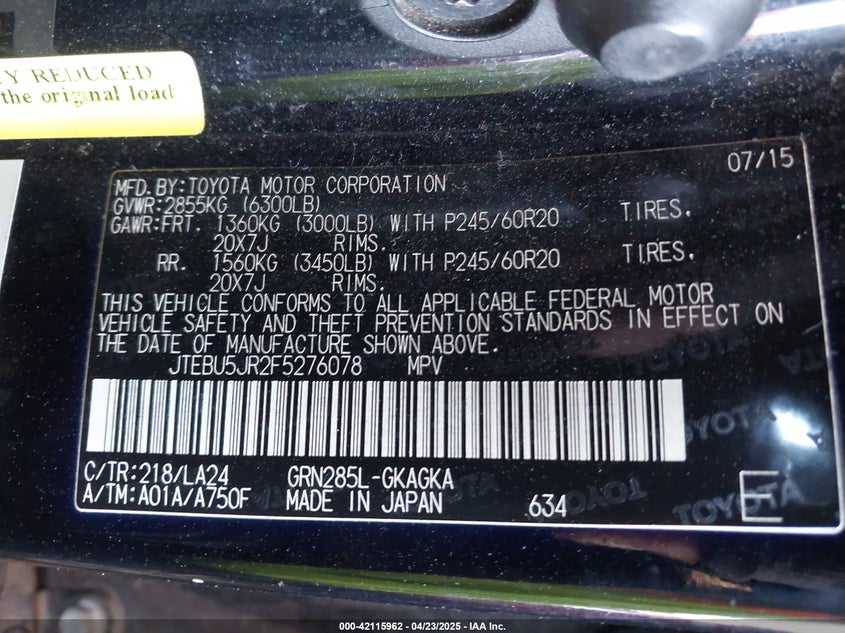 Y REDUCED
the original load
07/15
MFD.BY:TOYOTA MOTOR CORPORATION
GVWR:2855KG (6300LB)
GAWR:FRT. 1360KG (3000LB) WITH P245/60R20 TIRES,
20X7J RIMS.
RR. 1560KG (3450LB) WITH P245/60R20 TIRES,
20X7J RIMS.
THIS VEHICLE CONFORMS TO ALL APPLICABLE FEDERAL MOTOR
VEHICLE SAFETY AND THEFT PREVENTION STANDARDS IN EFFECT ON
THE DATE OF MANUFACTURE SHOWN ABOVE.
JTEBU5JR2F5276078 MPV
C/TR:218/LA24 GRN285L-GKAGKA
A/TM:A01A/A750F MADE IN JAPAN 634 E
TOYOTA
TOYOTA
TOYOTA
000-42115962 - 04/23/2025 - IAA Inc.